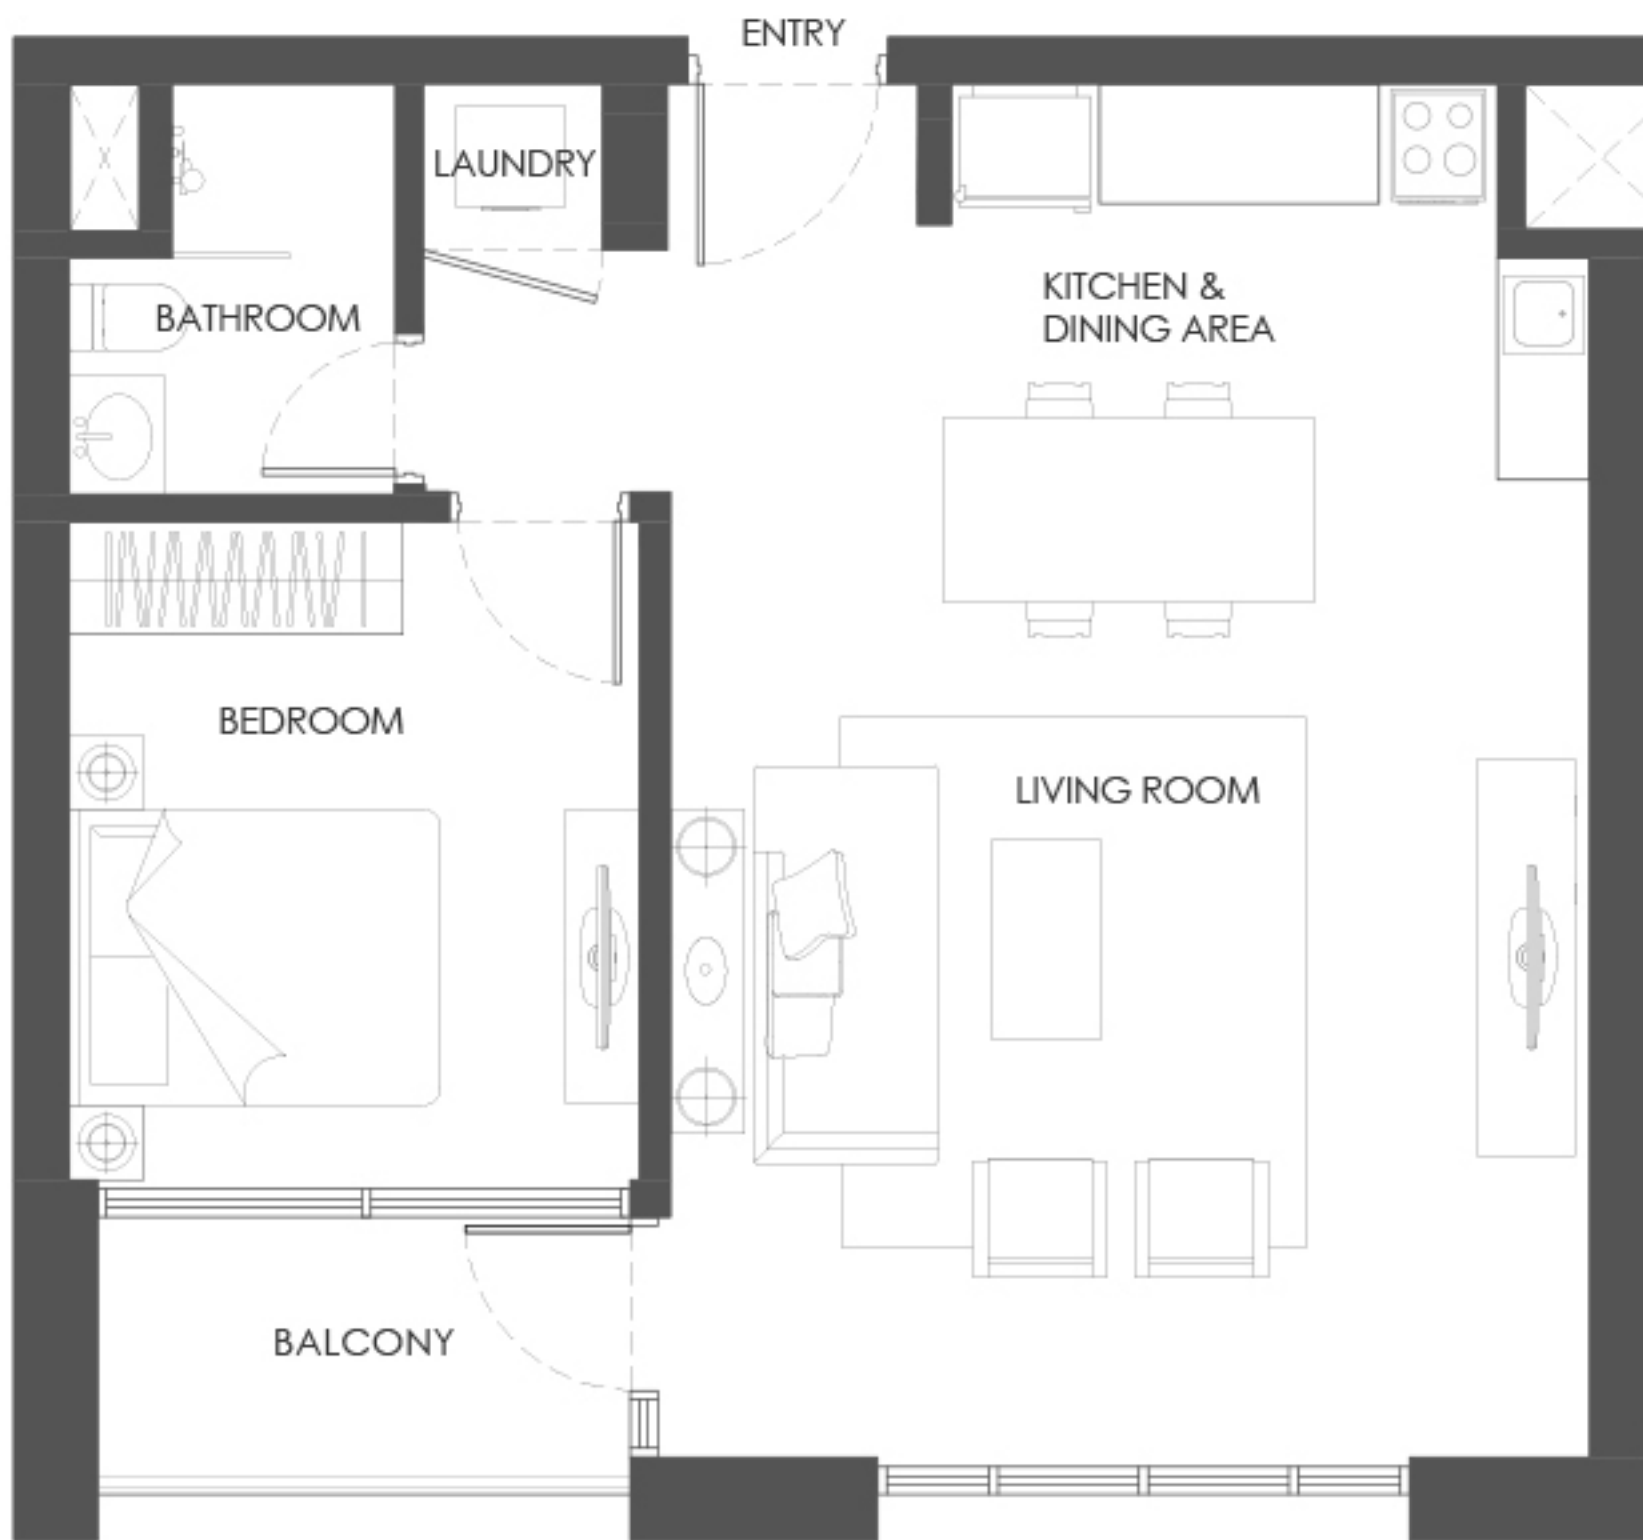 ENTRY
LAUNDRY
BATHROOM
KITCHEN &
DINING AREA
BEDROOM
LIVING ROOM
BALCONY